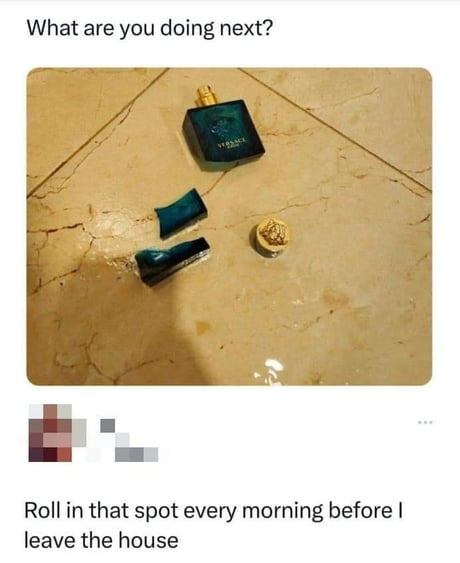 What are you doing next?
VERSACE
Roll in that spot every morning before I
leave the house